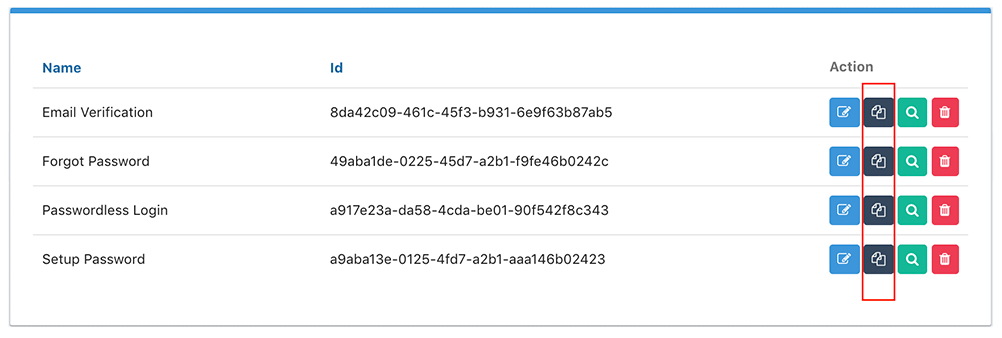 Name Id Action
Email Verification 8da42c09-461c-45f3-b931-6e9f63b87ab5
Forgot Password 49aba1de-0225-45d7-a2b1-f9fe46b0242c
Passwordless Login a917e23a-da58-4cda-be01-90f542f8c343
Setup Password a9aba13e-0125-4fd7-a2b1-aaa146b02423